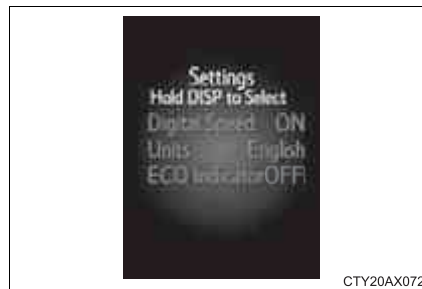 Settings
Hold DISP to Select
Digital Speed ON
Units English
ECO Indicator OFF
CTY20AX072